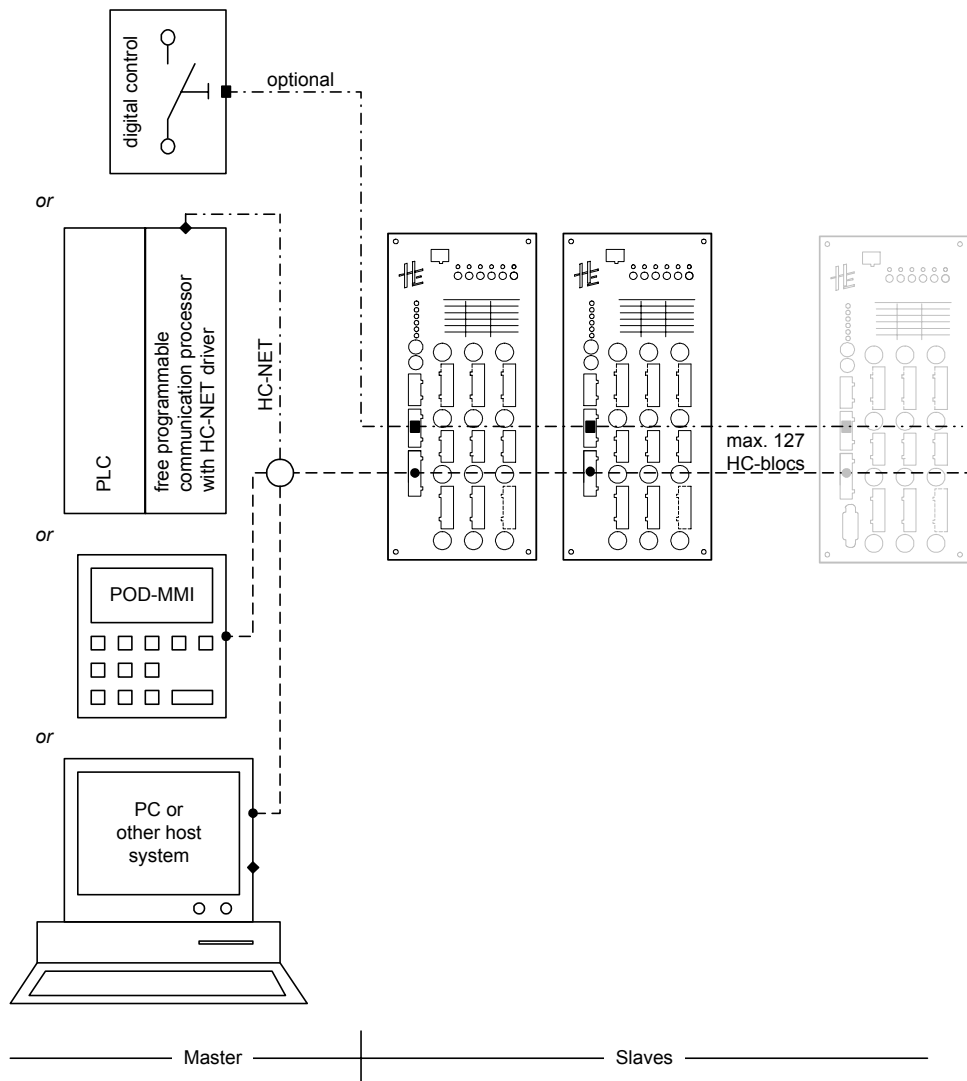 digital control
optional
or
PLC
free programmable
communication processor
with HC-NET driver
HC-NET
max. 127
HC-blocs
or
POD-MMI
or
PC or
other host
system
Master
Slaves